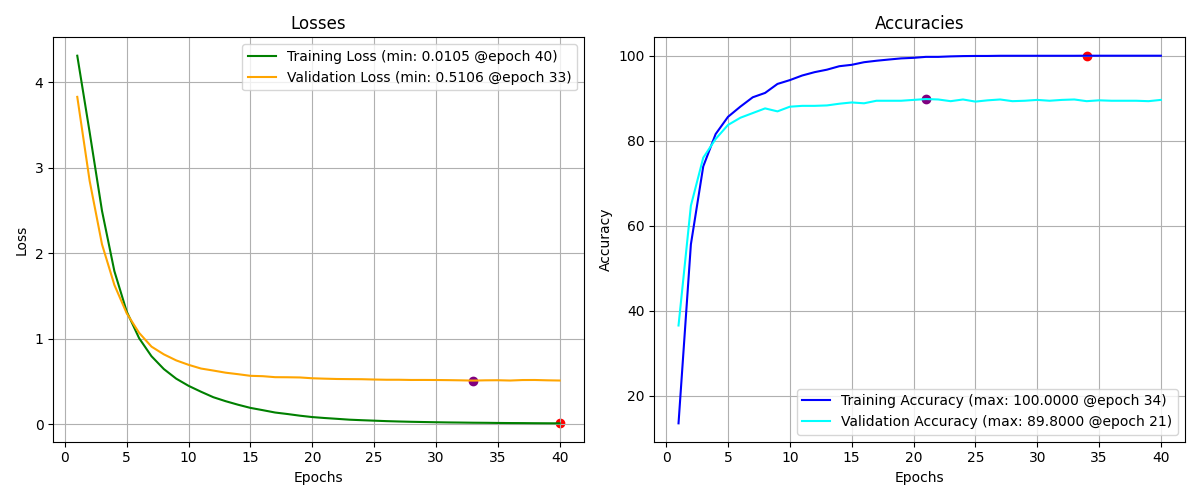 Losses
Training Loss (min: 0.0105 @epoch 40)
Validation Loss (min: 0.5106 @epoch 33)
4
3
2
1
0
Loss
0 5 10 15 20 25 30 35 40
Epochs
Accuracies
100
80
60
40
20
Accuracy
Training Accuracy (max: 100.0000 @epoch 34)
Validation Accuracy (max: 89.8000 @epoch 21)
0 5 10 15 20 25 30 35 40
Epochs